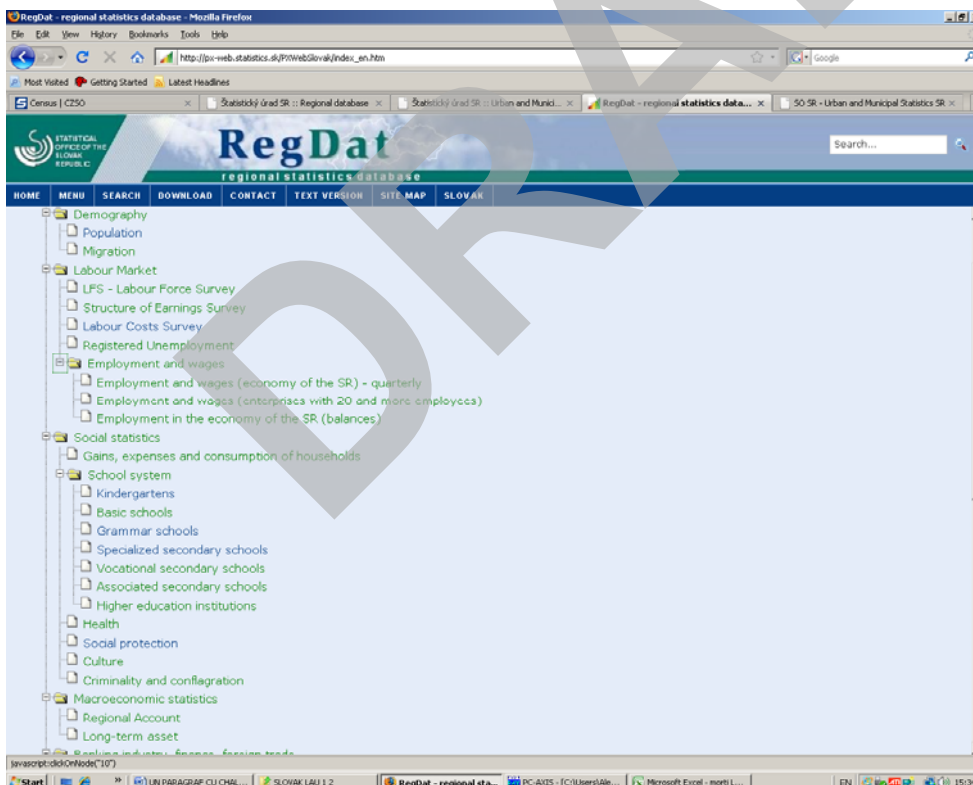 RegDat - regional statistics database - Mozilla Firefox
File Edit View History Bookmarks Tools Help
http://px-web.statistics.sk/PXWebSlovak/index_en.htm
Google
Most Visited Getting Started Latest Headlines
Census | CZSO
Štatistický úrad SR :: Regional database
Štatistický úrad SR :: Urban and Munici...
RegDat - regional statistics data...
SO SR - Urban and Municipal Statistics SR
STATISTICAL
OFFICE OF THE
SLOVAK
REPUBLIC
RegDat
regional statistics database
Search...
HOME MENU SEARCH DOWNLOAD CONTACT TEXT VERSION SITE MAP SLOVAK
Demography
Population
Migration
Labour Market
LFS - Labour Force Survey
Structure of Earnings Survey
Labour Costs Survey
Registered Unemployment
Employment and wages
Employment and wages (economy of the SR) - quarterly
Employment and wages (enterprises with 20 and more employees)
Employment in the economy of the SR (balances)
Social statistics
Gains, expenses and consumption of households
School system
Kindergartens
Basic schools
Grammar schools
Specialized secondary schools
Vocational secondary schools
Associated secondary schools
Higher education institutions
Health
Social protection
Culture
Criminality and conflagration
Macroeconomic statistics
Regional Account
Long-term asset
Banking industry, finance, foreign trade
javascript:clickOnNode("10")
Start » UN PARAGRAF CU CHAL... SLOVAK LAU 1 2 RegDat - regional sta... PC-AXIS - [C:\Users\Ale... Microsoft Excel - morti L... EN